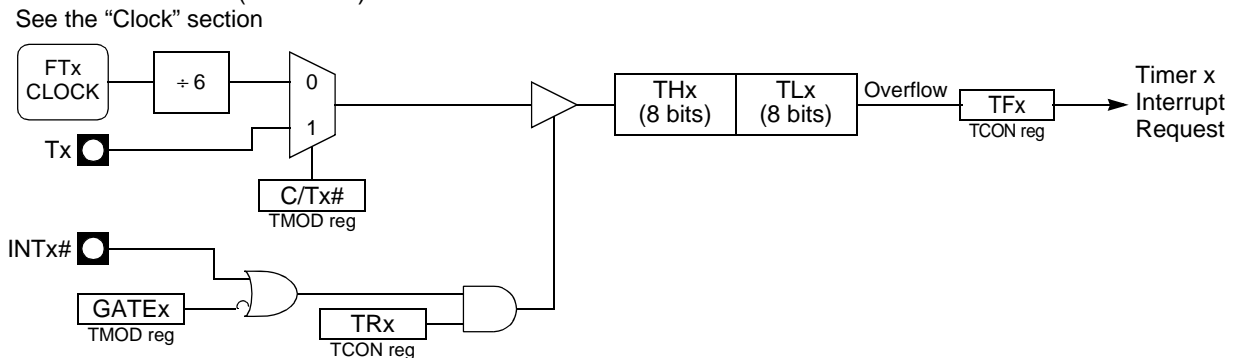 See the “Clock” section
FTx
CLOCK
÷ 6
0
1
Tx
C/Tx#
TMOD reg
THx
(8 bits)
TLx
(8 bits)
Overflow
TFx
TCON reg
Timer x
Interrupt
Request
INTx#
GATEx
TMOD reg
TRx
TCON reg